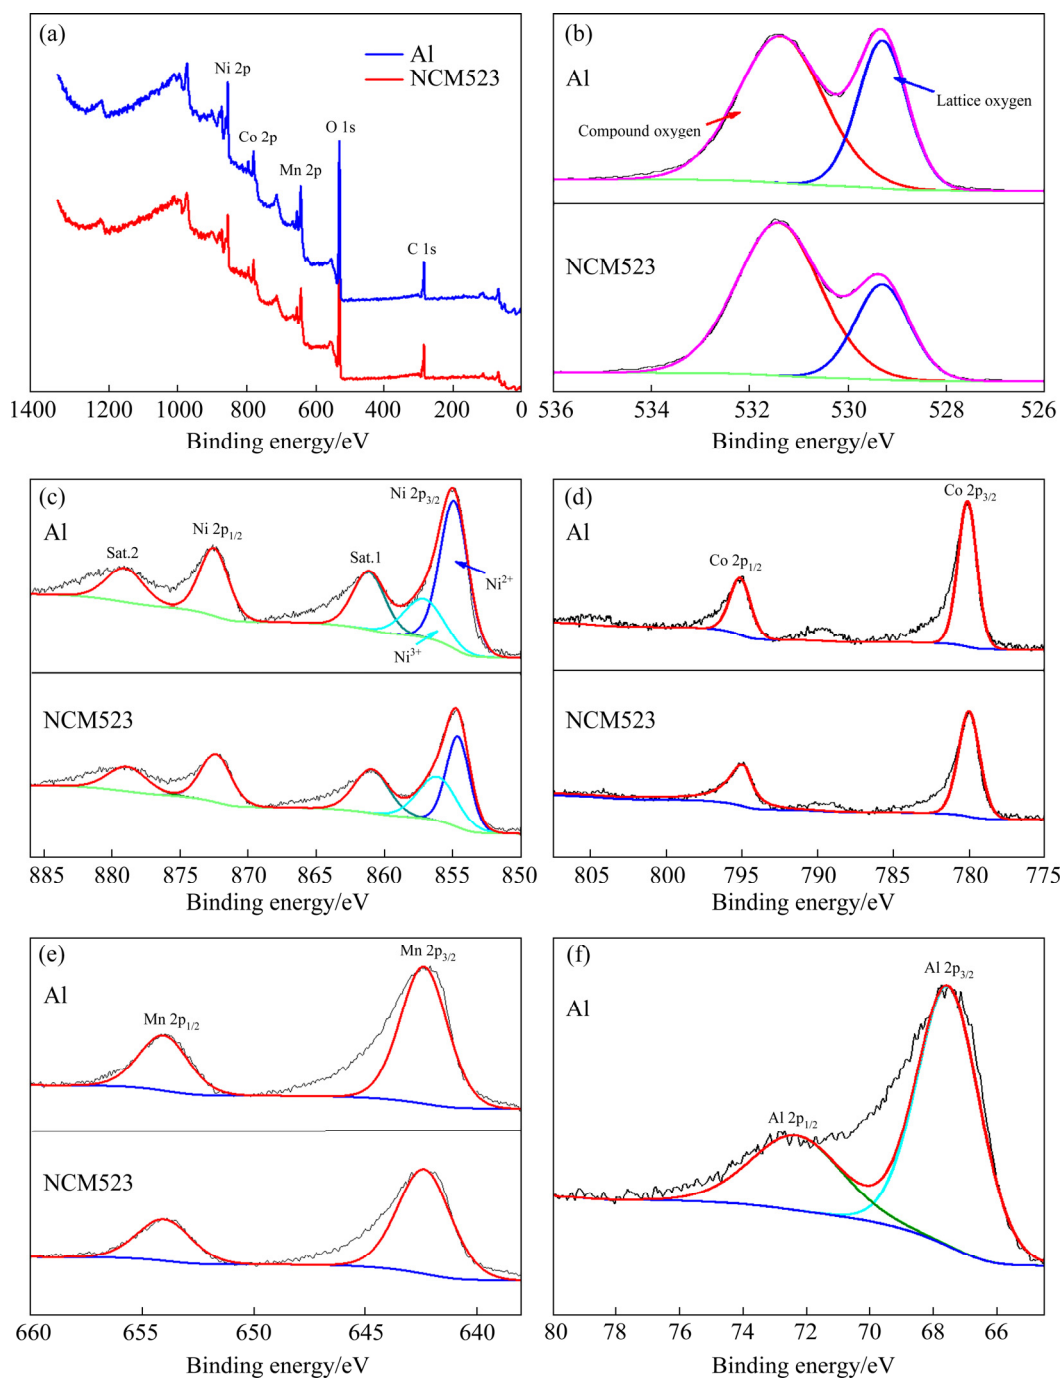 (a)
Al
NCM523
Ni 2p
Co 2p
Mn 2p
O 1s
C 1s
1400 1200 1000 800 600 400 200 0
Binding energy/eV
(b)
Al
Lattice oxygen
Compound oxygen
NCM523
536 534 532 530 528 526
Binding energy/eV
(c)
Al
Ni 2p3/2
Ni 2p1/2
Sat.2
Sat.1
Ni2+
Ni3+
NCM523
885 880 875 870 865 860 855 850
Binding energy/eV
(d)
Al
Co 2p3/2
Co 2p1/2
NCM523
805 800 795 790 785 780 775
Binding energy/eV
(e)
Al
Mn 2p3/2
Mn 2p1/2
NCM523
660 655 650 645 640
Binding energy/eV
(f)
Al
Al 2p3/2
Al 2p1/2
80 78 76 74 72 70 68 66
Binding energy/eV